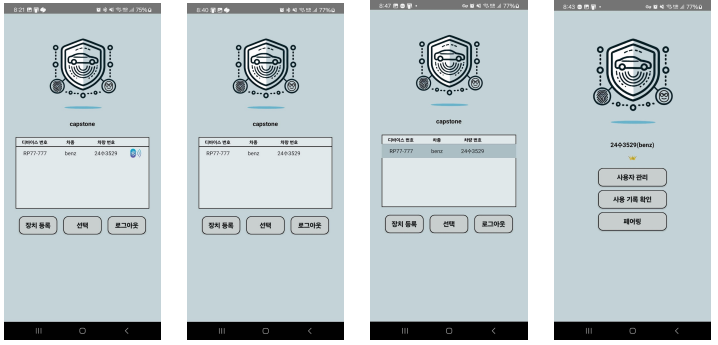 8:21
75%
capstone
디바이스 번호 차종 차량 번호
RP77-777 benz 24수3529
장치 등록 선택 로그아웃
8:40
77%
capstone
디바이스 번호 차종 차량 번호
RP77-777 benz 24수3529
장치 등록 선택 로그아웃
8:47
77%
capstone
디바이스 번호 차종 차량 번호
RP77-777 benz 24수3529
장치 등록 선택 로그아웃
8:43
77%
24수3529(benz)
사용자 관리
사용 기록 확인
페어링